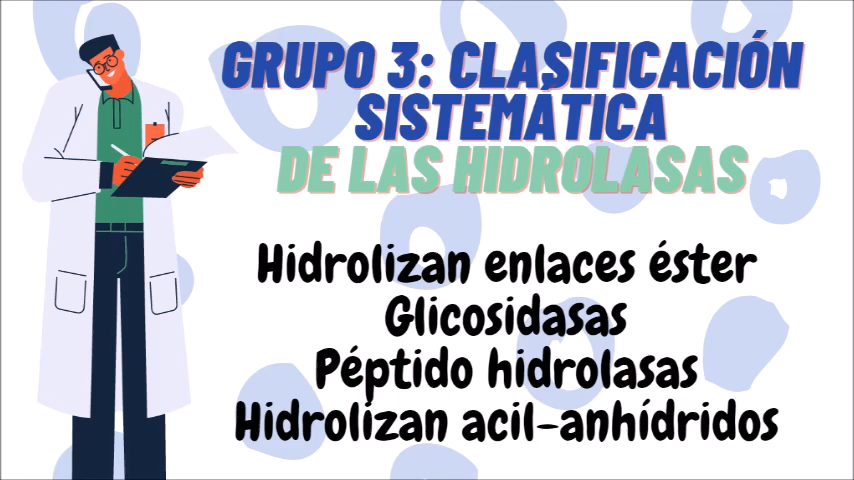 GRUPO 3: CLASIFICACIÓN
SISTEMÁTICA
DE LAS HIDROLASAS
Hidrolizan enlaces éster
Glicosidasas
Péptido hidrolasas
Hidrolizan acil-anhídridos